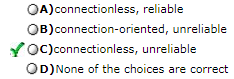 A)connectionless, reliable
B)connection-oriented, unreliable
C)connectionless, unreliable
D)None of the choices are correct